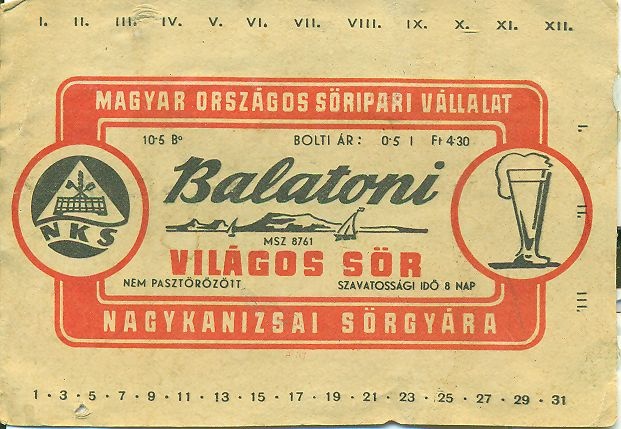 I. II. III. IV. V. VI. VII. VIII. IX. X. XI. XII.
MAGYAR ORSZÁGOS SÖRIPARI VÁLLALAT
10·5 B° BOLTI ÁR: 0·5 l Ft 4·30
Balatoni
NKS
MSZ 8761
VILÁGOS SÖR
NEM PASZTŐRÖZÖTT SZAVATOSSÁGI IDŐ 8 NAP
NAGYKANIZSAI SÖRGYÁRA
I. II. III.
1 · 3 · 5 · 7 · 9 · 11 · 13 · 15 · 17 · 19 · 21 · 23 · 25 · 27 · 29 · 31